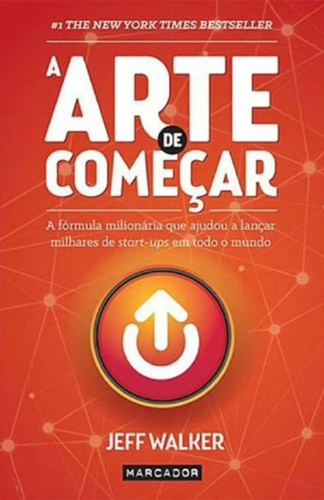 #1 THE NEW YORK TIMES BESTSELLER
A ARTE
DE
COMEÇAR
A fórmula milionária que ajudou a lançar
milhares de start-ups em todo o mundo
JEFF WALKER
MARCADOR